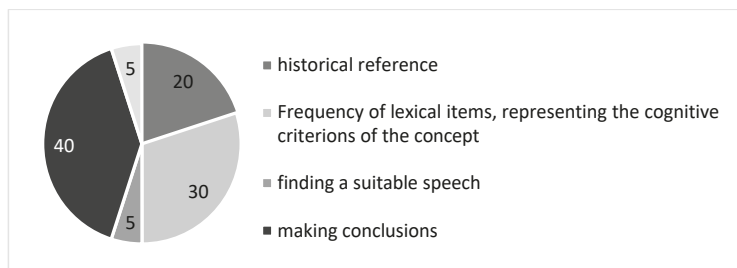 5
20
40
30
5
historical reference
Frequency of lexical items, representing the cognitive
criterions of the concept
finding a suitable speech
making conclusions